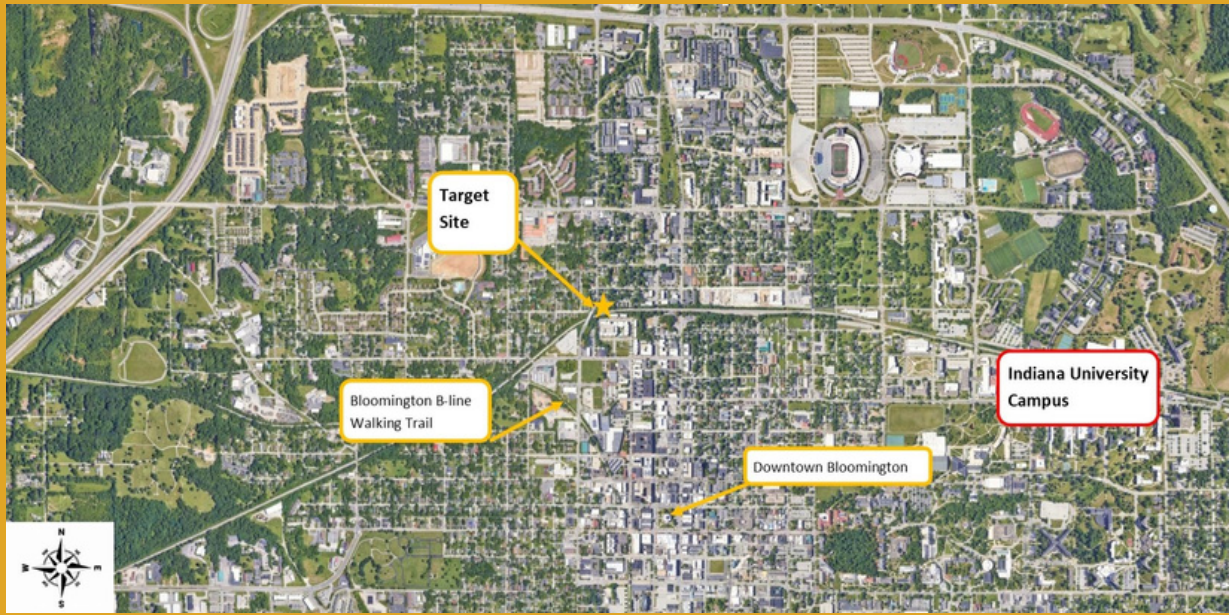 Target
Site
Indiana University
Campus
Bloomington B-line
Walking Trail
Downtown Bloomington
N
W
E
S